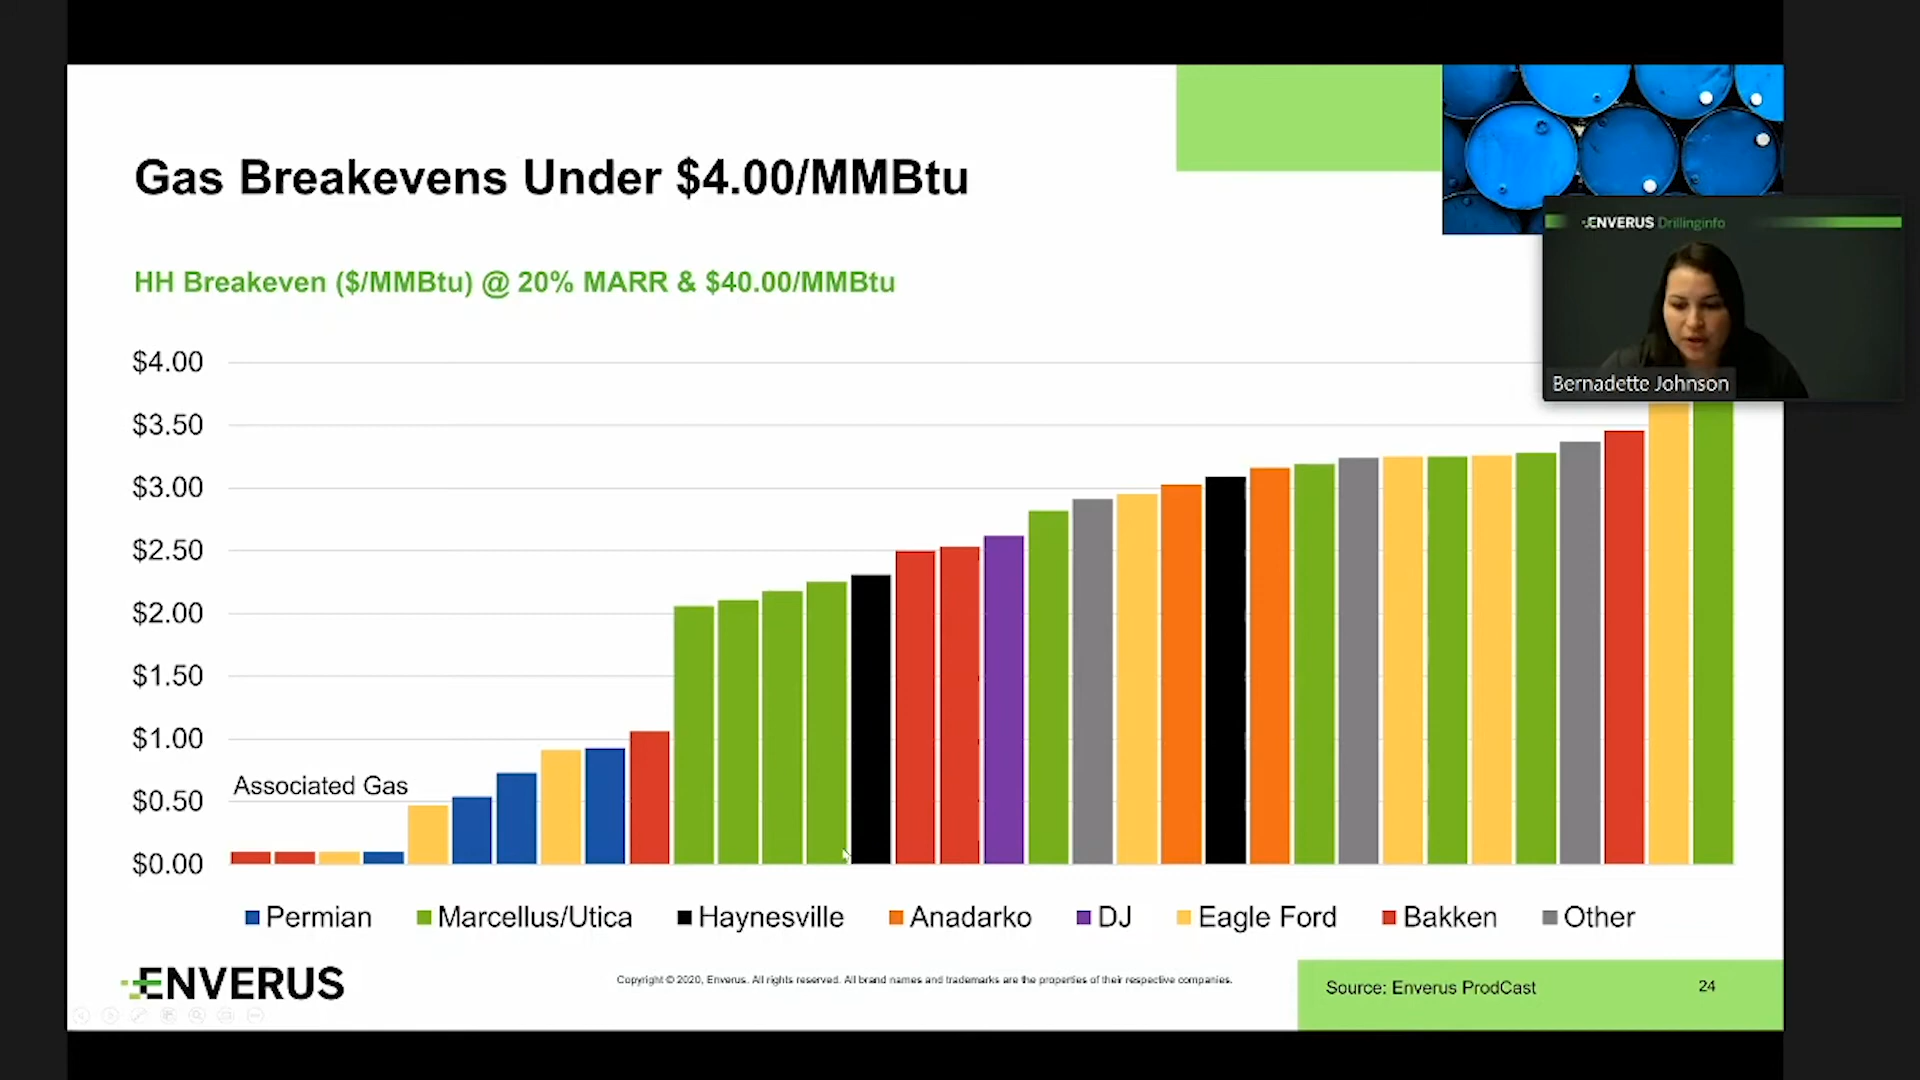 Gas Breakevens Under $4.00/MMBtu
ENVERUS Drillinginfo
HH Breakeven ($/MMBtu) @ 20% MARR & $40.00/MMBtu
Bernadette Johnson
$4.00
$3.50
$3.00
$2.50
$2.00
$1.50
$1.00
$0.50
$0.00
Associated Gas
Permian Marcellus/Utica Haynesville Anadarko DJ Eagle Ford Bakken Other
ENVERUS
Copyright © 2020, Enverus. All rights reserved. All brand names and trademarks are the properties of their respective companies.
Source: Enverus ProdCast
24